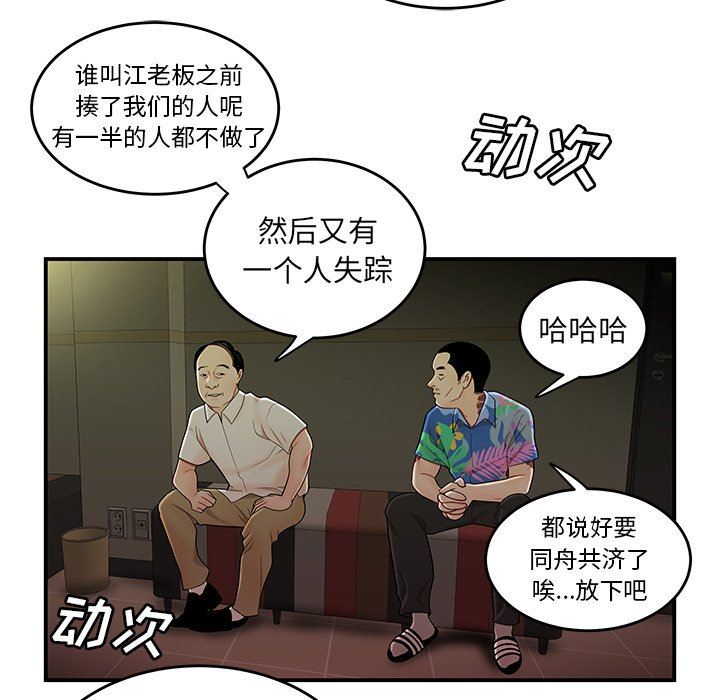 谁叫江老板之前
揍了我们的人呢
有一半的人都不做了
动次
然后又有
一个人失踪
哈哈哈
都说好要
同舟共济了
唉...放下吧
动次